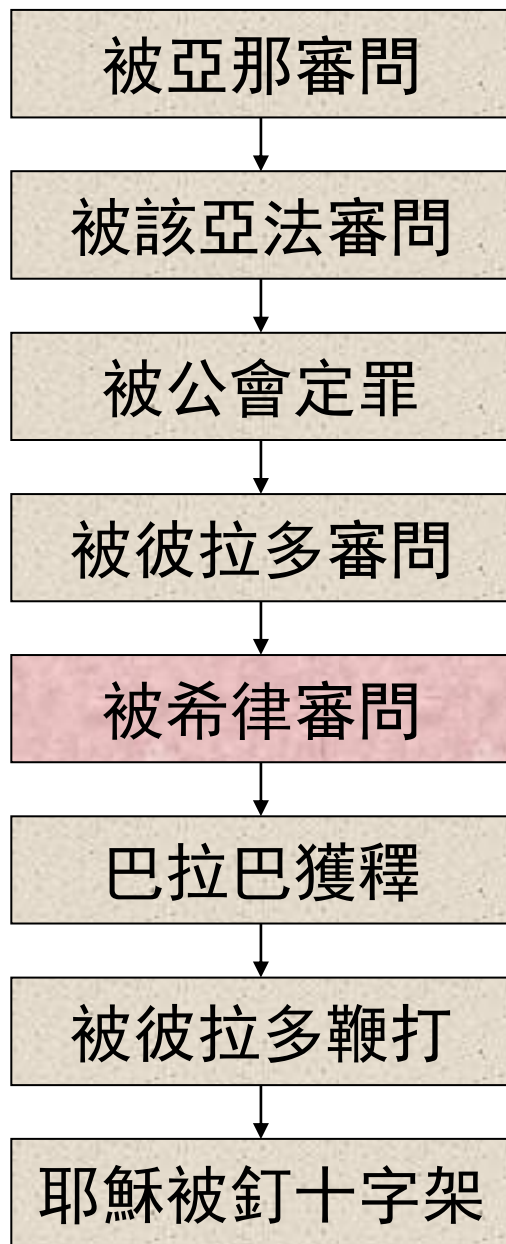 被亞那審問
被該亞法審問
被公會定罪
被彼拉多審問
被希律審問
巴拉巴獲釋
被彼拉多鞭打
耶穌被釘十字架